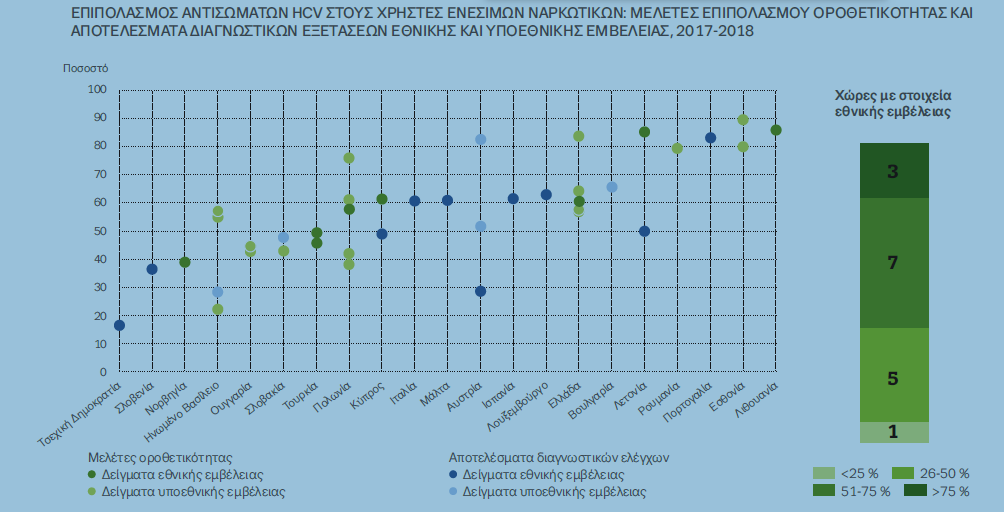 ΕΠΙΠΟΛΑΣΜΟΣ ΑΝΤΙΣΩΜΑΤΩΝ HCV ΣΤΟΥΣ ΧΡΗΣΤΕΣ ΕΝΕΣΙΜΩΝ ΝΑΡΚΩΤΙΚΩΝ: ΜΕΛΕΤΕΣ ΕΠΙΠΟΛΑΣΜΟΥ ΟΡΟΘΕΤΙΚΟΤΗΤΑΣ ΚΑΙ
ΑΠΟΤΕΛΕΣΜΑΤΑ ΔΙΑΓΝΩΣΤΙΚΩΝ ΕΞΕΤΑΣΕΩΝ ΕΘΝΙΚΗΣ ΚΑΙ ΥΠΟΕΘΝΙΚΗΣ ΕΜΒΕΛΕΙΑΣ, 2017-2018
Ποσοστό
100
90
80
70
60
50
40
30
20
10
0
Τσεχική Δημοκρατία
Σλοβενία
Νορβηγία
Ηνωμένο Βασίλειο
Ουγγαρία
Σλοβακία
Τουρκία
Πολωνία
Κύπρος
Ιταλία
Μάλτα
Αυστρία
Ισπανία
Λουξεμβούργο
Ελλάδα
Βουλγαρία
Λετονία
Ρουμανία
Πορτογαλία
Εσθονία
Λιθουανία
Μελέτες οροθετικότητας
Δείγματα εθνικής εμβέλειας
Δείγματα υποεθνικής εμβέλειας
Αποτελέσματα διαγνωστικών ελέγχων
Δείγματα εθνικής εμβέλειας
Δείγματα υποεθνικής εμβέλειας
Χώρες με στοιχεία
εθνικής εμβέλειας
3
7
5
1
<25 % 26-50 %
51-75 % >75 %